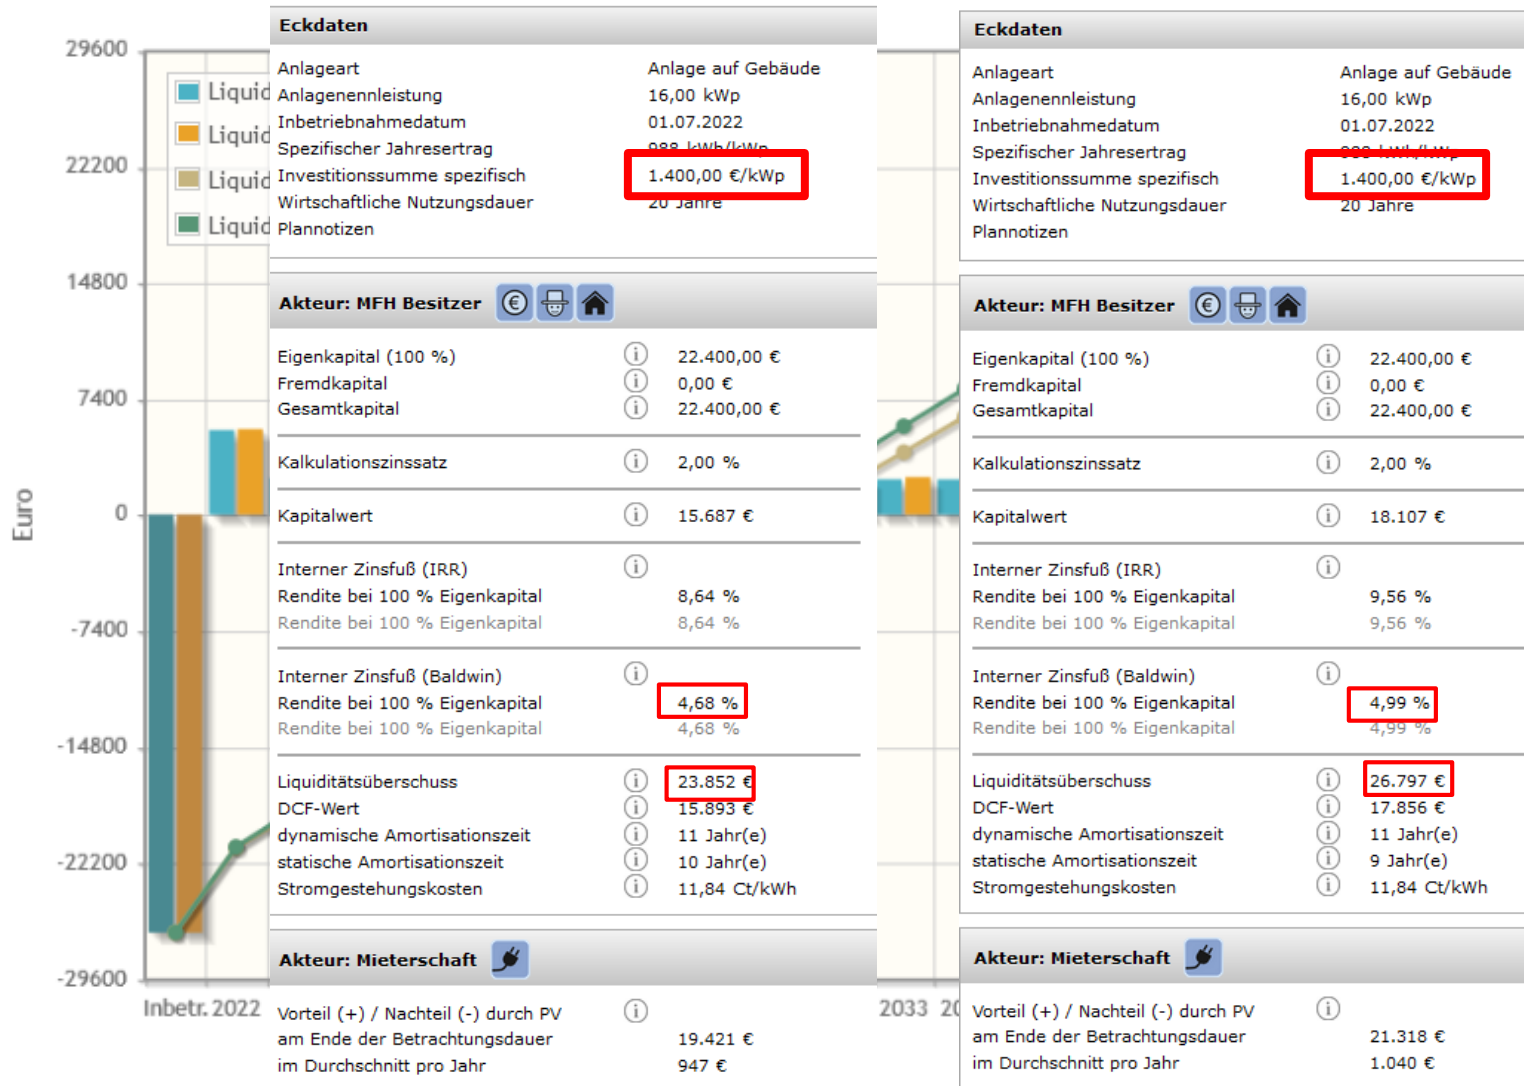 29600
22200
14800
7400
0
-7400
-14800
-22200
-29600
Euro
Liquid
Liquid
Liquid
Liquid
Inbetr. 2022
Eckdaten
Anlageart Anlage auf Gebäude
Anlagennennleistung 16,00 kWp
Inbetriebnahmedatum 01.07.2022
Spezifischer Jahresertrag 988 kWh/kWp
Investitionssumme spezifisch 1.400,00 €/kWp
Wirtschaftliche Nutzungsdauer 20 Jahre
Plannotizen
Akteur: MFH Besitzer
Eigenkapital (100 %) 22.400,00 €
Fremdkapital 0,00 €
Gesamtkapital 22.400,00 €
Kalkulationszinssatz 2,00 %
Kapitalwert 15.687 €
Interner Zinsfuß (IRR)
Rendite bei 100 % Eigenkapital 8,64 %
Rendite bei 100 % Eigenkapital 8,64 %
Interner Zinsfuß (Baldwin)
Rendite bei 100 % Eigenkapital 4,68 %
Rendite bei 100 % Eigenkapital 4,68 %
Liquiditätsüberschuss 23.852 €
DCF-Wert 15.893 €
dynamische Amortisationszeit 11 Jahr(e)
statische Amortisationszeit 10 Jahr(e)
Stromgestehungskosten 11,84 Ct/kWh
Akteur: Mieterschaft
Vorteil (+) / Nachteil (-) durch PV
am Ende der Betrachtungsdauer 19.421 €
im Durchschnitt pro Jahr 947 €
2033 20
Eckdaten
Anlageart Anlage auf Gebäude
Anlagennennleistung 16,00 kWp
Inbetriebnahmedatum 01.07.2022
Spezifischer Jahresertrag 988 kWh/kWp
Investitionssumme spezifisch 1.400,00 €/kWp
Wirtschaftliche Nutzungsdauer 20 Jahre
Plannotizen
Akteur: MFH Besitzer
Eigenkapital (100 %) 22.400,00 €
Fremdkapital 0,00 €
Gesamtkapital 22.400,00 €
Kalkulationszinssatz 2,00 %
Kapitalwert 18.107 €
Interner Zinsfuß (IRR)
Rendite bei 100 % Eigenkapital 9,56 %
Rendite bei 100 % Eigenkapital 9,56 %
Interner Zinsfuß (Baldwin)
Rendite bei 100 % Eigenkapital 4,99 %
Rendite bei 100 % Eigenkapital 4,99 %
Liquiditätsüberschuss 26.797 €
DCF-Wert 17.856 €
dynamische Amortisationszeit 11 Jahr(e)
statische Amortisationszeit 9 Jahr(e)
Stromgestehungskosten 11,84 Ct/kWh
Akteur: Mieterschaft
Vorteil (+) / Nachteil (-) durch PV
am Ende der Betrachtungsdauer 21.318 €
im Durchschnitt pro Jahr 1.040 €